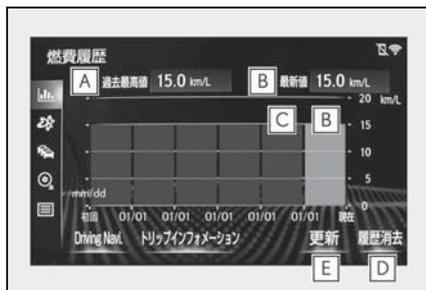 燃費履歴
A 過去最高値 15.0 km/L B 最新値 15.0 km/L
20 km/L
C B 15
10
5
mm/dd 0
初回 01/01 01/01 01/01 01/01 01/01 現在
Driving Navi. トリップインフォメーション 更新 履歴消去
E D